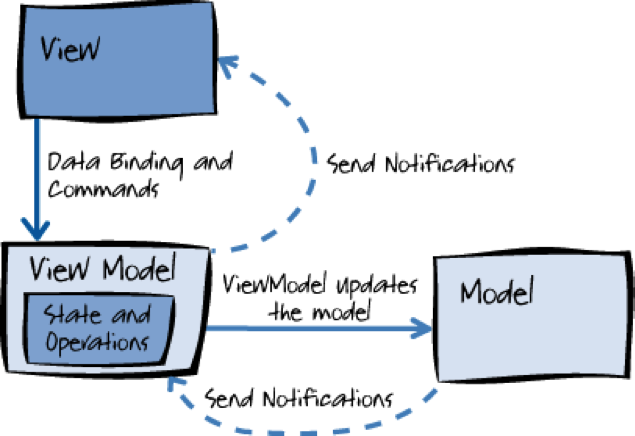 View
Data Binding and
Commands
Send Notifications
View Model
State and
Operations
ViewModel updates
the model
Model
Send Notifications